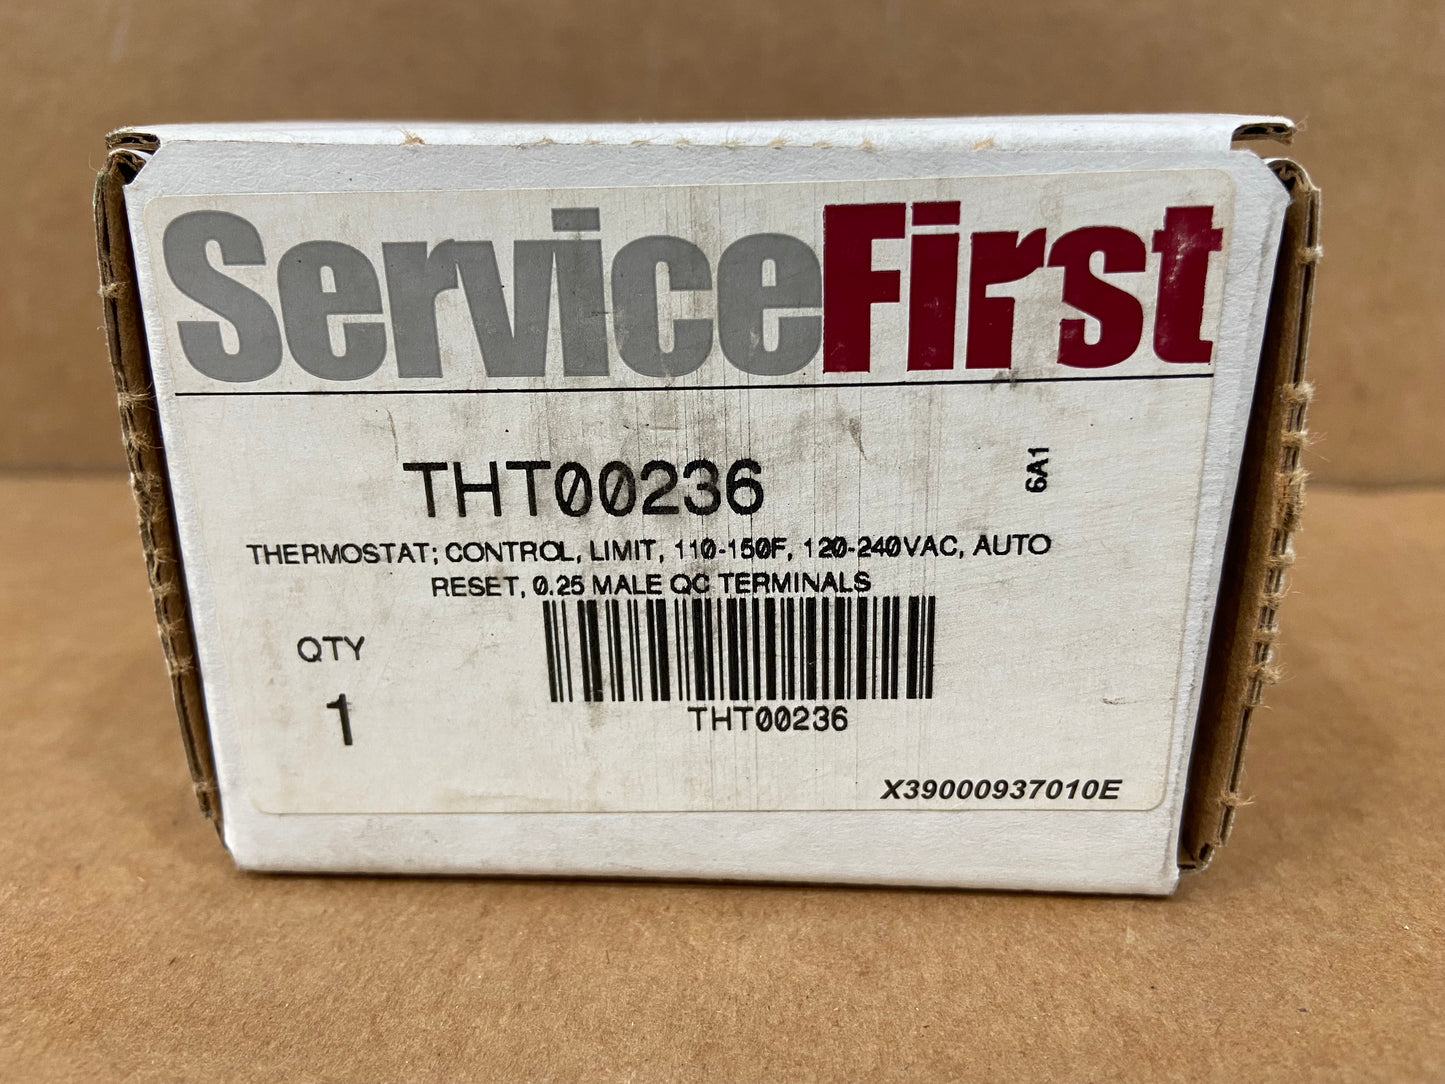 ServiceFirst
THT00236
6A1
THERMOSTAT; CONTROL, LIMIT, 110-150F, 120-240VAC, AUTO
RESET, 0.25 MALE QC TERMINALS
QTY
1
THT00236
X39000937010E